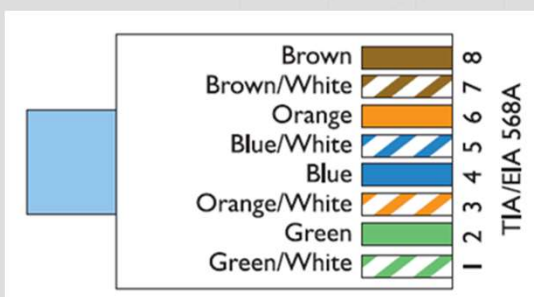 Brown 8
Brown/White 7
Orange 6
Blue/White 5
Blue 4
Orange/White 3
Green 2
Green/White 1
TIA/EIA 568A